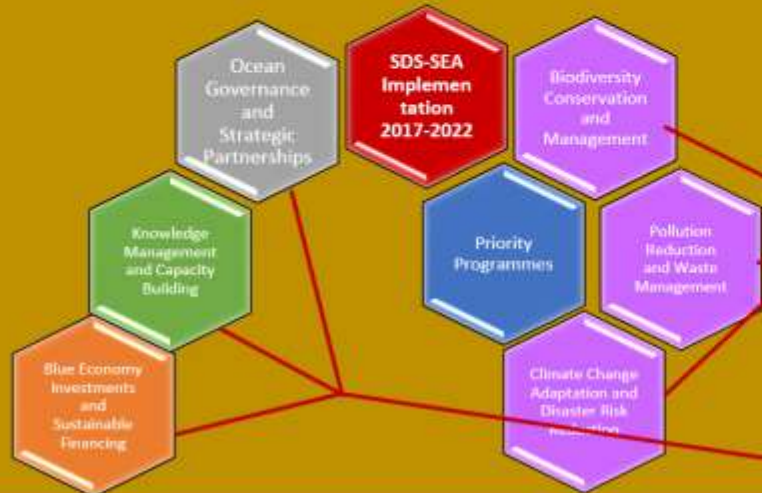 Ocean
Governance
and
Strategic
Partnerships
SDS-SEA
Implemen
tation
2017-2022
Biodiversity
Conservation
and
Management
Knowledge
Management
and Capacity
Building
Priority
Programmes
Pollution
Reduction
and Waste
Management
Blue Economy
Investments
and
Sustainable
Financing
Climate Change
Adaptation and
Disaster Risk
Reduction